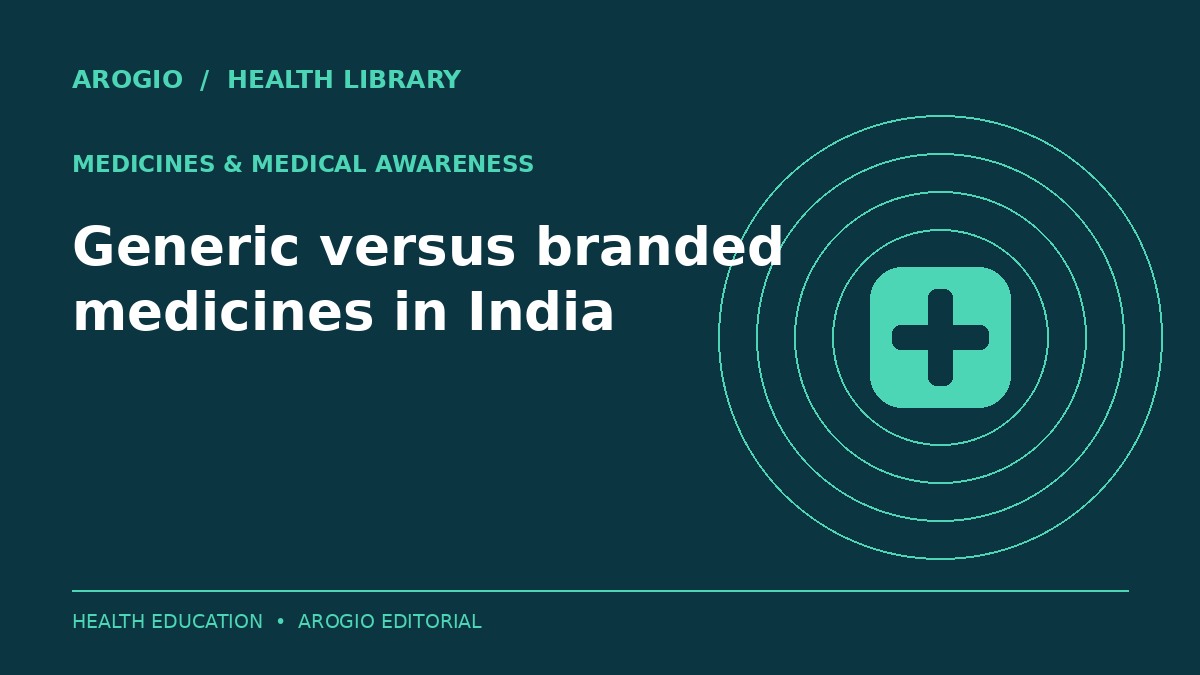 AROGIO / HEALTH LIBRARY
MEDICINES & MEDICAL AWARENESS
Generic versus branded
medicines in India
HEALTH EDUCATION • AROGIO EDITORIAL